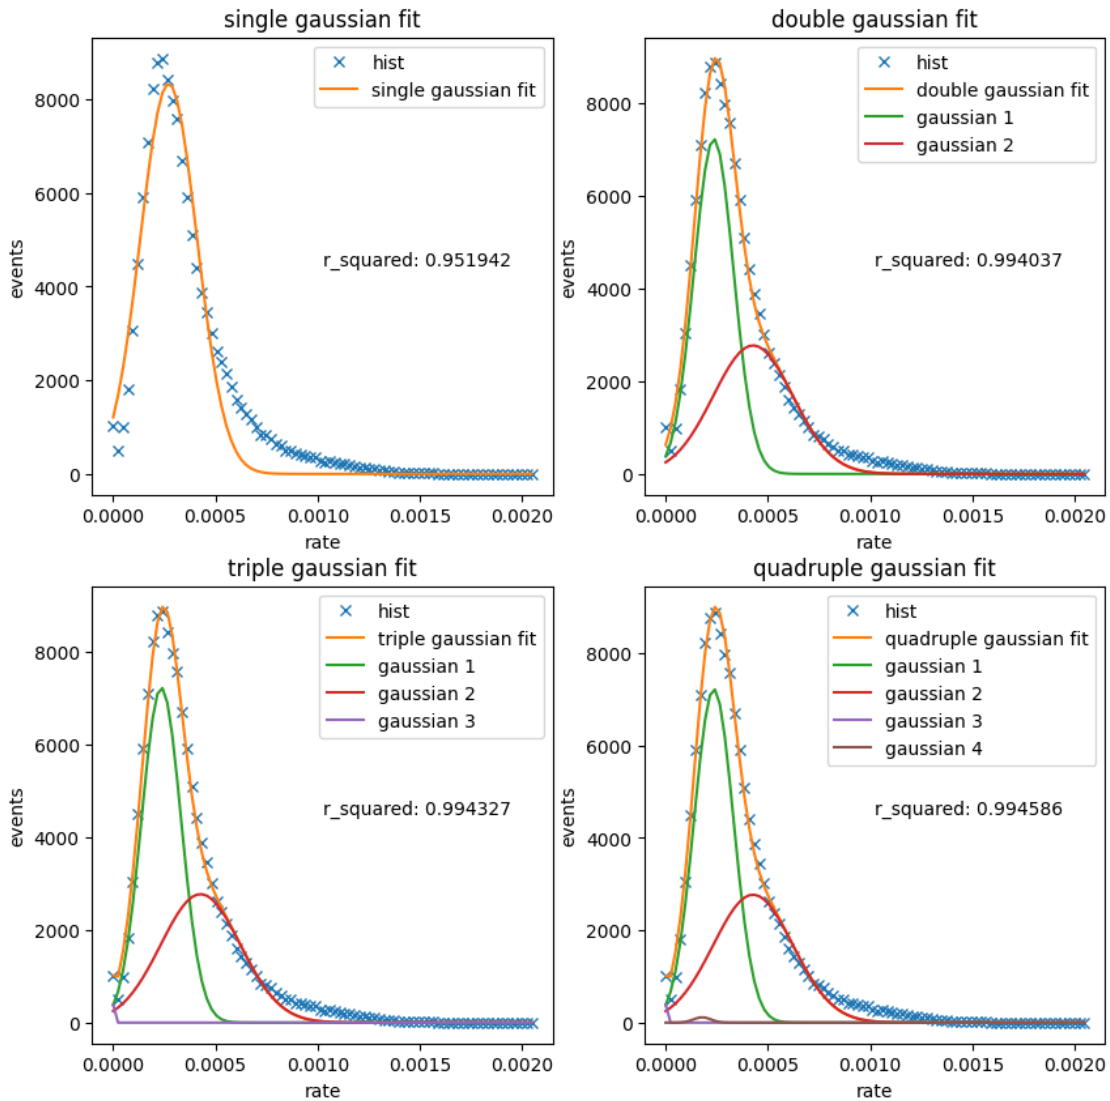 single gaussian fit
hist
single gaussian fit
r_squared: 0.951942
events
8000
6000
4000
2000
0
0.0000 0.0005 0.0010 0.0015 0.0020
rate
double gaussian fit
hist
double gaussian fit
gaussian 1
gaussian 2
r_squared: 0.994037
events
8000
6000
4000
2000
0
0.0000 0.0005 0.0010 0.0015 0.0020
rate
triple gaussian fit
hist
triple gaussian fit
gaussian 1
gaussian 2
gaussian 3
r_squared: 0.994327
events
8000
6000
4000
2000
0
0.0000 0.0005 0.0010 0.0015 0.0020
rate
quadruple gaussian fit
hist
quadruple gaussian fit
gaussian 1
gaussian 2
gaussian 3
gaussian 4
r_squared: 0.994586
events
8000
6000
4000
2000
0
0.0000 0.0005 0.0010 0.0015 0.0020
rate